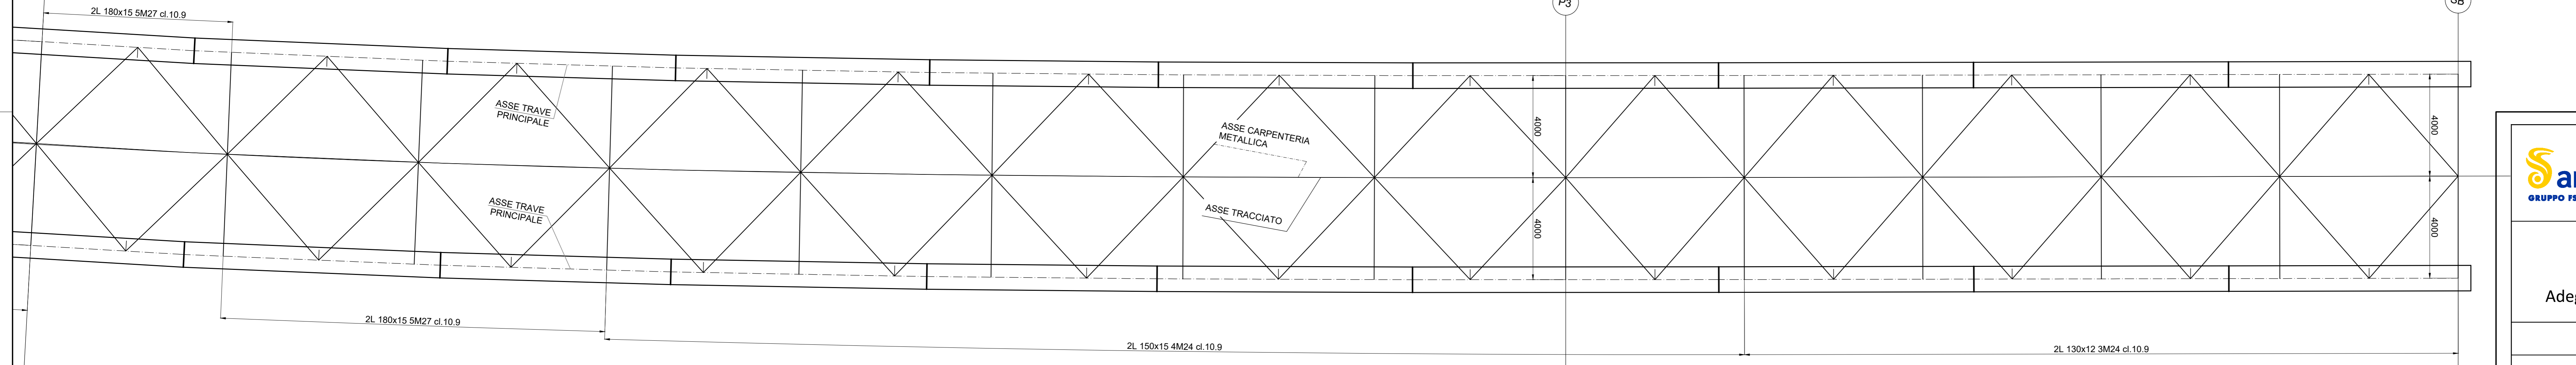 2L 180x15 5M27 cl.10.9
P3
SB
ASSE TRAVE
PRINCIPALE
ASSE CARPENTERIA
METALLICA
4000
4000
ASSE TRAVE
PRINCIPALE
ASSE TRACCIATO
4000
4000
GRUPPO FS
2L 180x15 5M27 cl.10.9
2L 150x15 4M24 cl.10.9
2L 130x12 3M24 cl.10.9